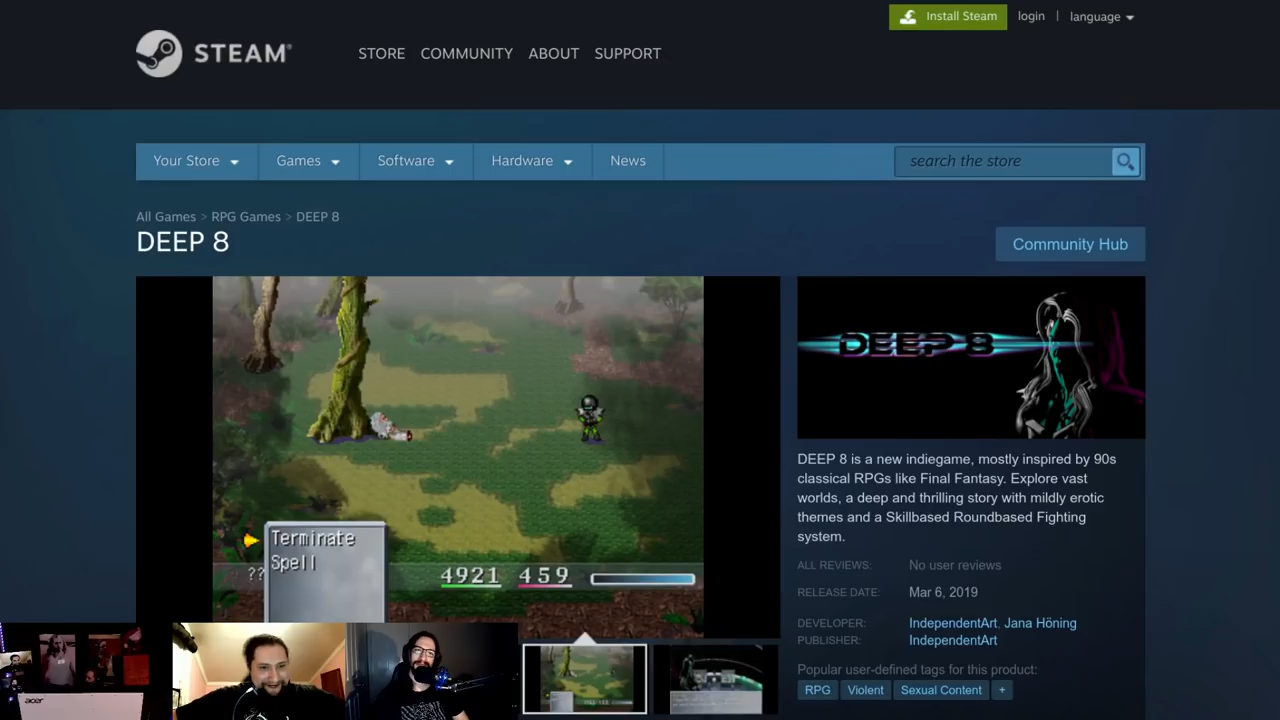 Install Steam
login
language
STEAM®
STORE
COMMUNITY
ABOUT
SUPPORT
Your Store
Games
Software
Hardware
News
search the store
All Games > RPG Games > DEEP 8
DEEP 8
Community Hub
DEEP 8
DEEP 8 is a new indiegame, mostly inspired by 90s
classical RPGs like Final Fantasy. Explore vast
worlds, a deep and thrilling story with mildly erotic
themes and a Skillbased Roundbased Fighting
system.
ALL REVIEWS: No user reviews
RELEASE DATE: Mar 6, 2019
DEVELOPER: IndependentArt, Jana Höning
PUBLISHER: IndependentArt
Popular user-defined tags for this product:
RPG
Violent
Sexual Content
+
Terminate
Spell
??
4921 459
acer